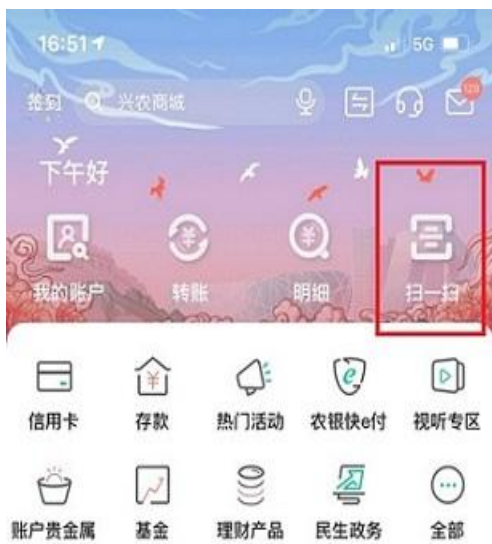 16:51
5G
签到
兴农商城
129
下午好
我的账户 转账 明细 扫一扫
信用卡 存款 热门活动 农银快e付 视听专区
账户贵金属 基金 理财产品 民生政务 全部